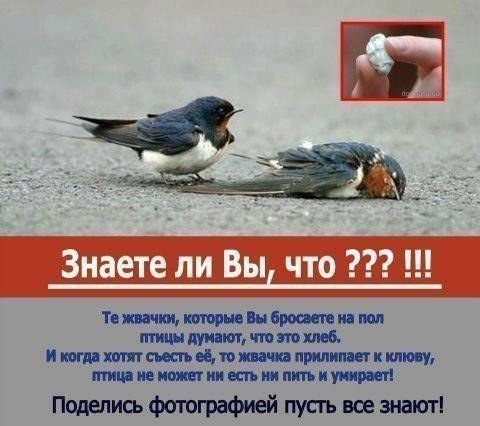 Знаете ли Вы, что ??? !!!
Те жвачки, которые Вы бросаете на пол
птицы думают, что это хлеб.
И когда хотят съесть её, то жвачка прилипает к клюву,
птица не может ни есть ни пить и умирает!
Поделись фотографией пусть все знают!